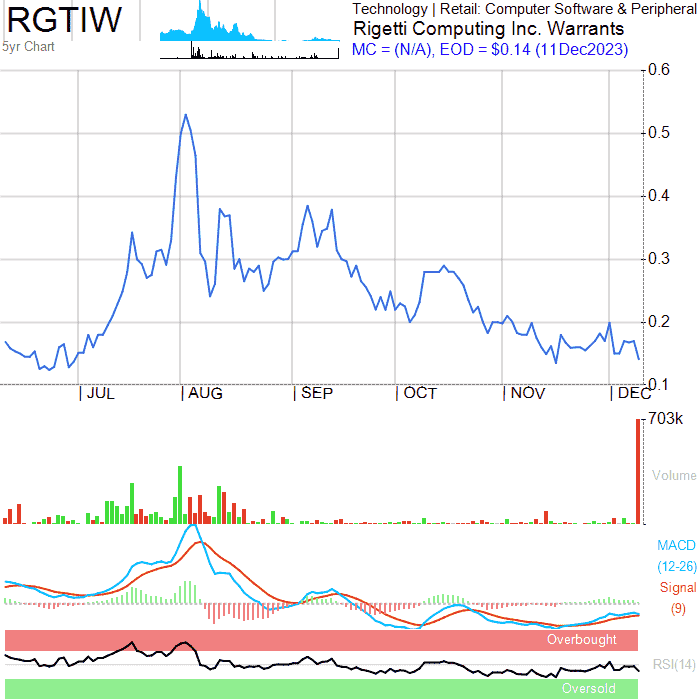 RGTIW
5yr Chart
Technology | Retail: Computer Software & Peripheral
Rigetti Computing Inc. Warrants
MC = (N/A), EOD = $0.14 (11Dec2023)
0.6
0.5
0.4
0.3
0.2
0.1
JUL
AUG
SEP
OCT
NOV
DEC
703k
Volume
MACD
(12-26)
Signal
(9)
Overbought
RSI(14)
Oversold